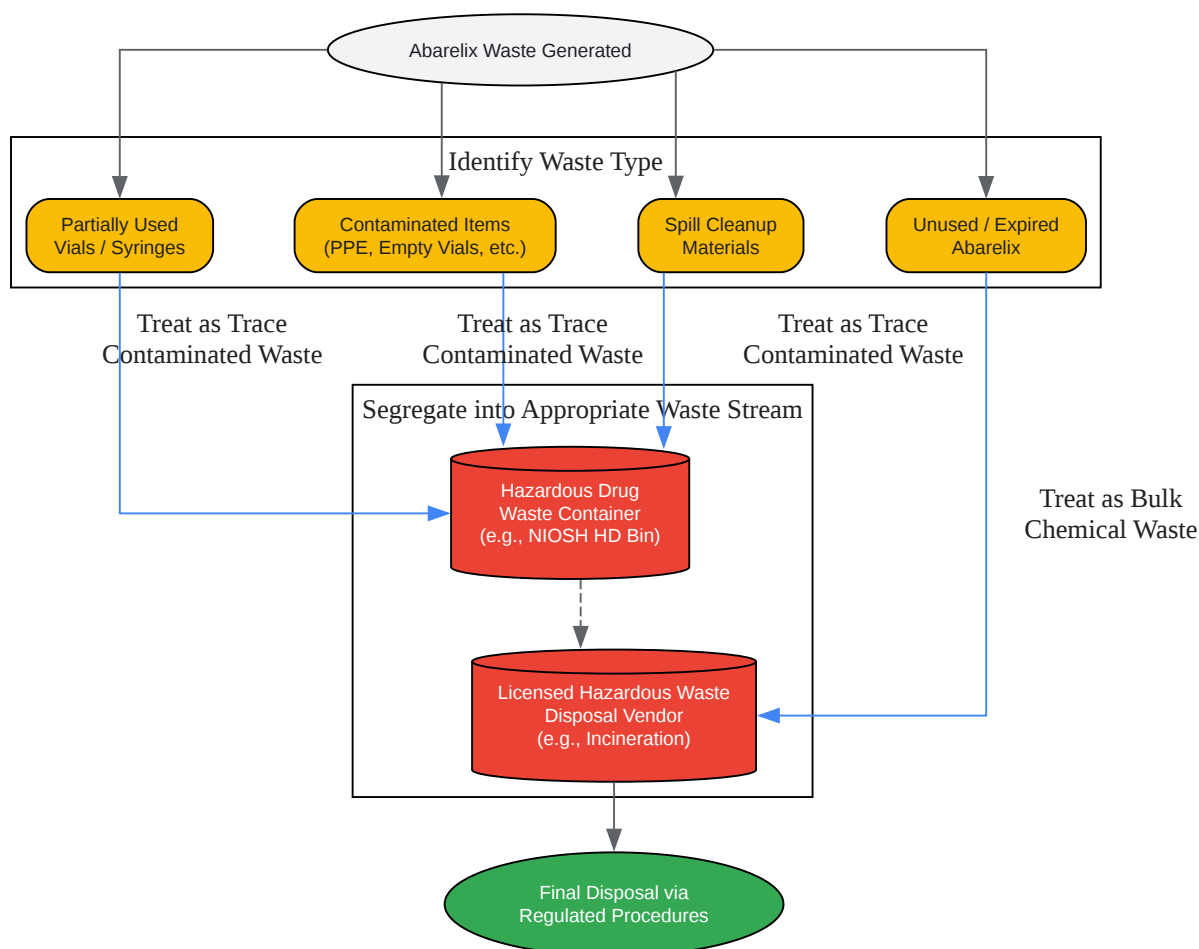 Abarelix Waste Generated
Identify Waste Type
Partially Used
Vials / Syringes
Contaminated Items
(PPE, Empty Vials, etc.)
Spill Cleanup
Materials
Unused / Expired
Abarelix
Treat as Trace
Contaminated Waste
Treat as Trace
Contaminated Waste
Treat as Trace
Contaminated Waste
Segregate into Appropriate Waste Stream
Hazardous Drug
Waste Container
(e.g., NIOSH HD Bin)
Treat as Bulk
Chemical Waste
Licensed Hazardous Waste
Disposal Vendor
(e.g., Incineration)
Final Disposal via
Regulated Procedures